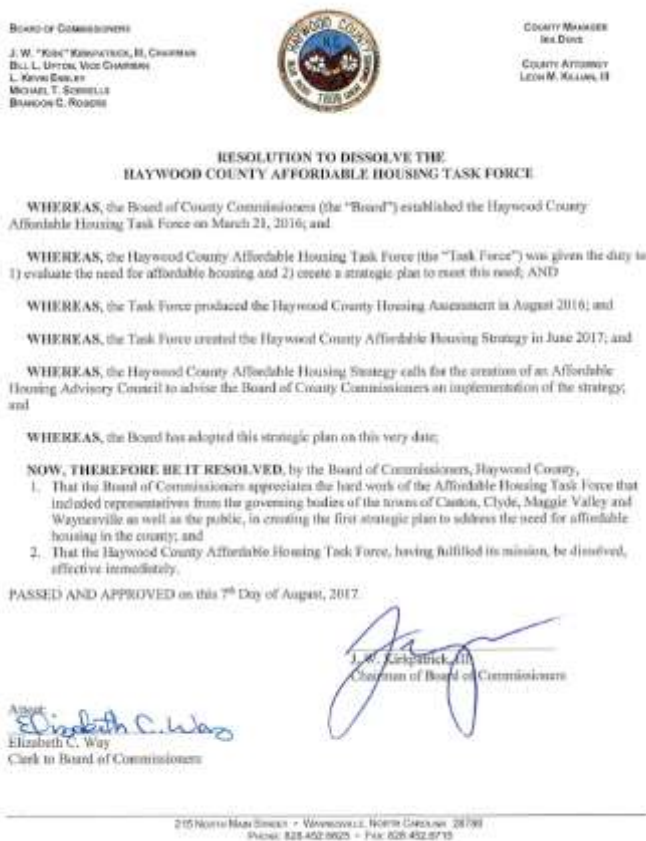 BOARD OF COMMISSIONERS
J. W. "KIRK" KIRKPATRICK, III, CHAIRMAN
BILL L. UPTON, VICE CHAIRMAN
L. KEVIN ENSLEY
MICHAEL T. SORRELLS
BRANDON C. ROGERS
HAYWOOD COUNTY
N.C.
1808
COUNTY MANAGER
IRA DOVE
COUNTY ATTORNEY
LEON M. KILLIAN, III
RESOLUTION TO DISSOLVE THE
HAYWOOD COUNTY AFFORDABLE HOUSING TASK FORCE
WHEREAS, the Board of County Commissioners (the "Board") established the Haywood County
Affordable Housing Task Force on March 21, 2016; and
WHEREAS, the Haywood County Affordable Housing Task Force (the "Task Force") was given the duty to
1) evaluate the need for affordable housing and 2) create a strategic plan to meet this need; AND
WHEREAS, the Task Force produced the Haywood County Housing Assessment in August 2016; and
WHEREAS, the Task Force created the Haywood County Affordable Housing Strategy in June 2017; and
WHEREAS, the Haywood County Affordable Housing Strategy calls for the creation of an Affordable
Housing Advisory Council to advise the Board of County Commissioners on implementation of the strategy;
and
WHEREAS, the Board has adopted this strategic plan on this very date;
NOW, THEREFORE BE IT RESOLVED, by the Board of Commissioners, Haywood County,
1. That the Board of Commissioners appreciates the hard work of the Affordable Housing Task Force that
included representatives from the governing bodies of the towns of Canton, Clyde, Maggie Valley and
Waynesville as well as the public, in creating the first strategic plan to address the need for affordable
housing in the county; and
2. That the Haywood County Affordable Housing Task Force, having fulfilled its mission, be dissolved,
effective immediately.
PASSED AND APPROVED on this 7th Day of August, 2017.
J. W. Kirkpatrick, III
Chairman of Board of Commissioners
Attest:
Elizabeth C. Way
Elizabeth C. Way
Clerk to Board of Commissioners
215 NORTH MAIN STREET • WAYNESVILLE, NORTH CAROLINA 28786
PHONE: 828.452.6625 • FAX: 828.452.6715